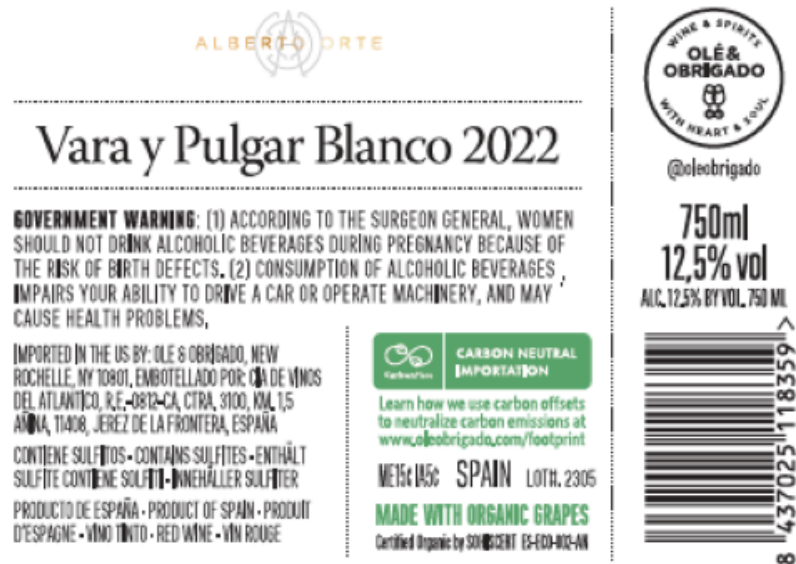 ALBERTO ORTE
Vara y Pulgar Blanco 2022
GOVERNMENT WARNING: (1) ACCORDING TO THE SURGEON GENERAL, WOMEN
SHOULD NOT DRINK ALCOHOLIC BEVERAGES DURING PREGNANCY BECAUSE OF
THE RISK OF BIRTH DEFECTS. (2) CONSUMPTION OF ALCOHOLIC BEVERAGES ,
IMPAIRS YOUR ABILITY TO DRIVE A CAR OR OPERATE MACHINERY, AND MAY
CAUSE HEALTH PROBLEMS.
IMPORTED IN THE US BY: OLE & OBRIGADO, NEW
ROCHELLE, NY 10801. EMBOTELLADO POR: CIA DE VINOS
DEL ATLANTICO, R.E.-0812-CA, CTRA. 3100, KM. 1,5
AÑINA, 11408, JEREZ DE LA FRONTERA, ESPAÑA
CONTIENE SULFITOS • CONTAINS SULFITES • ENTHÄLT
SULFITE CONTIENE SOLFITI • INNEHÅLLER SULFITER
PRODUCTO DE ESPAÑA • PRODUCT OF SPAIN • PRODUIT
D'ESPAGNE • VINO TINTO • RED WINE • VIN ROUGE
CARBON NEUTRAL
IMPORTATION
Learn how we use carbon offsets
to neutralize carbon emissions at
www.oleobrigado.com/footprint
ME15¢ IA5¢ SPAIN LOT#. 2305
MADE WITH ORGANIC GRAPES
Certified Organic by SOHISCERT ES-ECO-002-AN
WINE & SPIRITS
OLÉ &
OBRIGADO
WITH HEART & SOUL
@oleobrigado
750ml
12,5% vol
ALC. 12.5% BY VOL. 750 ML
8 437025 118359 >